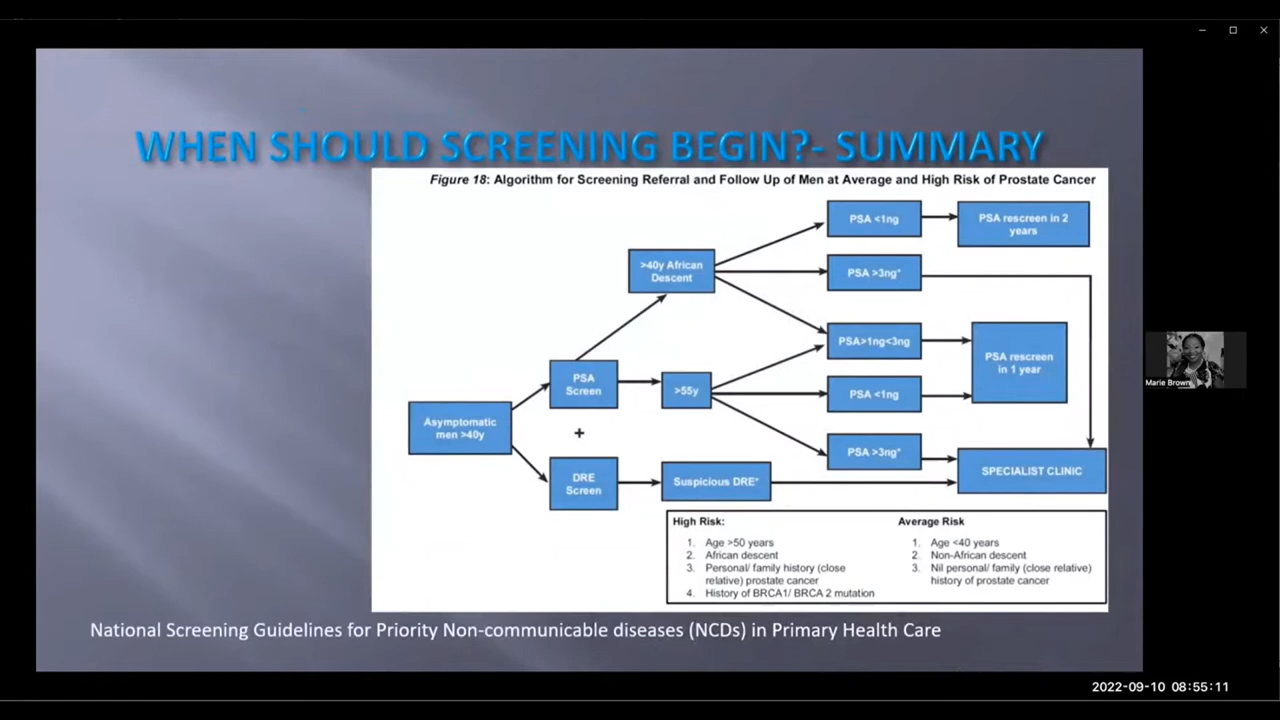 WHEN SHOULD SCREENING BEGIN?- SUMMARY
Figure 18: Algorithm for Screening Referral and Follow Up of Men at Average and High Risk of Prostate Cancer
PSA <1ng
PSA rescreen in 2
years
>40y African
Descent
PSA >3ng*
PSA>1ng<3ng
PSA rescreen
in 1 year
PSA
Screen
>55y
PSA <1ng
Asymptomatic
men >40y
+
PSA >3ng*
SPECIALIST CLINIC
DRE
Screen
Suspicious DRE*
High Risk:
1. Age >50 years
2. African descent
3. Personal/ family history (close
relative) prostate cancer
4. History of BRCA1/ BRCA 2 mutation
Average Risk
1. Age <40 years
2. Non-African descent
3. Nil personal/ family (close relative)
history of prostate cancer
National Screening Guidelines for Priority Non-communicable diseases (NCDs) in Primary Health Care
Marie Brown
2022-09-10 08:55:11